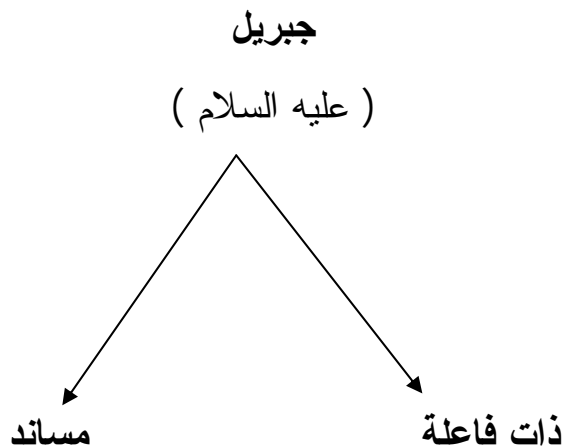 جبريل
( عليه السلام )
ذات فاعلة
مساند